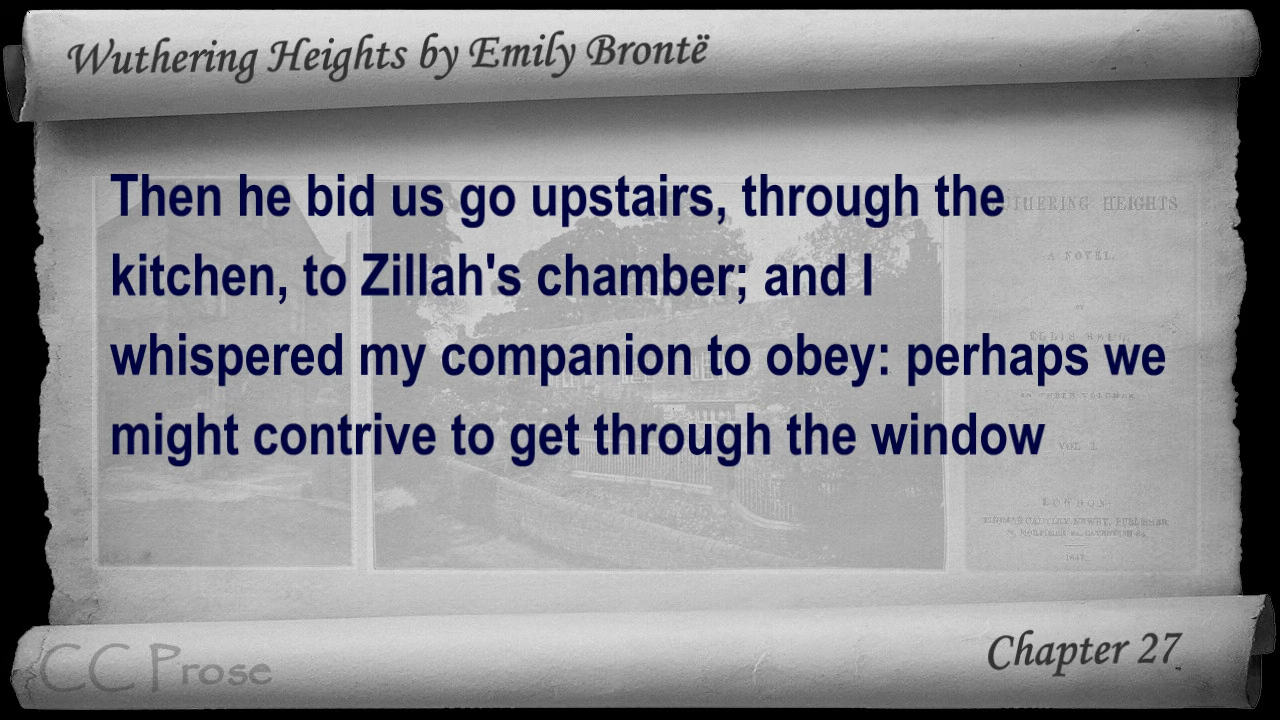 Wuthering Heights by Emily Brontë
Then he bid us go upstairs, through the
kitchen, to Zillah's chamber; and I
whispered my companion to obey: perhaps we
might contrive to get through the window
WUTHERING HEIGHTS
A NOVEL.
VOL. I.
LONDON:
1847.
CC Prose
Chapter 27